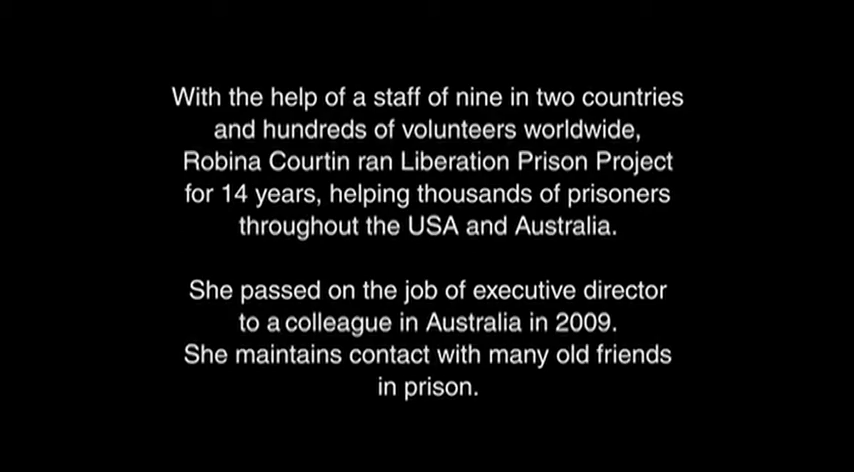 With the help of a staff of nine in two countries
and hundreds of volunteers worldwide,
Robina Courtin ran Liberation Prison Project
for 14 years, helping thousands of prisoners
throughout the USA and Australia.
She passed on the job of executive director
to a colleague in Australia in 2009.
She maintains contact with many old friends
in prison.